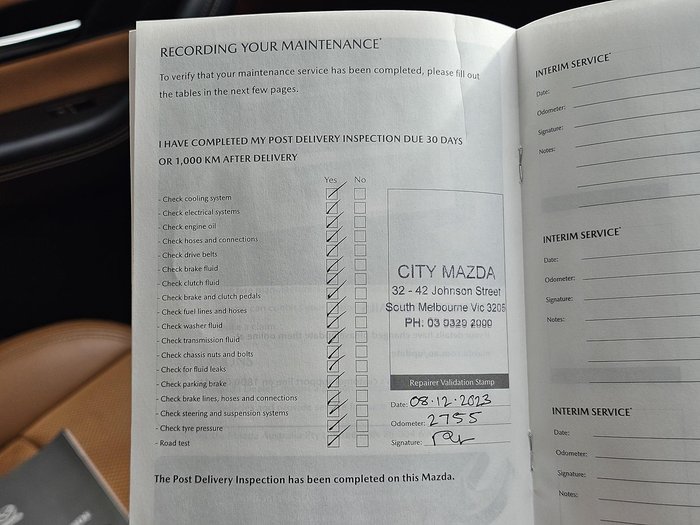 RECORDING YOUR MAINTENANCE*
To verify that your maintenance service has been completed, please fill out
the tables in the next few pages.
I HAVE COMPLETED MY POST DELIVERY INSPECTION DUE 30 DAYS
OR 1,000 KM AFTER DELIVERY
Yes No
- Check cooling system
- Check electrical systems
- Check engine oil
- Check hoses and connections
- Check drive belts
- Check brake fluid
- Check clutch fluid
- Check brake and clutch pedals
- Check fuel lines and hoses
- Check washer fluid
- Check transmission fluid
- Check chassis nuts and bolts
- Check for fluid leaks
- Check parking brake
- Check brake lines, hoses and connections
- Check steering and suspension systems
- Check tyre pressure
- Road test
CITY MAZDA
32 - 42 Johnson Street
South Melbourne Vic 3205
PH: 03 9329 2000
Repairer Validation Stamp
Date: 08.12.2023
Odometer: 2755
Signature:
The Post Delivery Inspection has been completed on this Mazda.
INTERIM SERVICE*
Date:
Odometer:
Signature:
Notes:
INTERIM SERVICE*
Date:
Odometer:
Signature:
Notes:
INTERIM SERVICE*
Date:
Odometer:
Signature:
Notes: